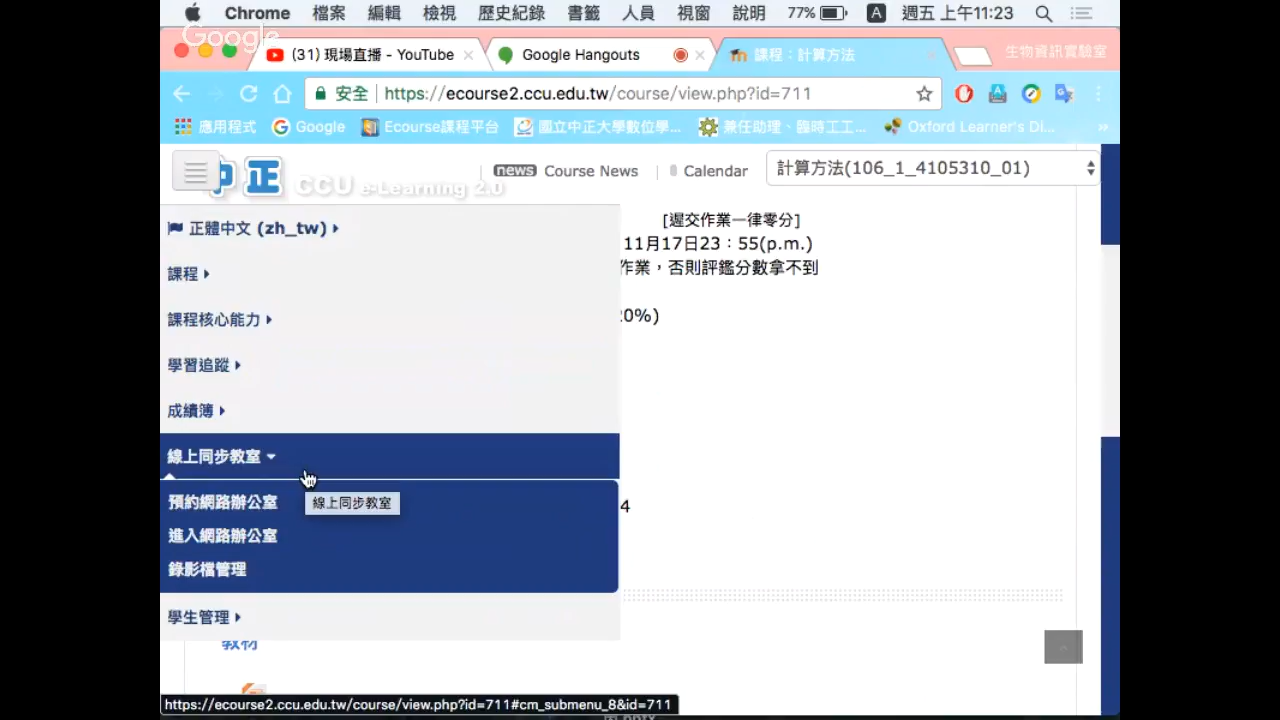 Chrome 檔案 編輯 檢視 歷史紀錄 書籤 人員 視窗 說明 77% A 週五 上午11:23
Google
(31) 現場直播 - YouTube
Google Hangouts
課程：計算方法
生物資訊實驗室
安全 https://ecourse2.ccu.edu.tw/course/view.php?id=711
應用程式 Google Ecourse課程平台 國立中正大學數位學... 兼任助理、臨時工工... Oxford Learner's Di... »
中正 CCU e-Learning 2.0 news Course News Calendar 計算方法(106_1_4105310_01)
[遲交作業一律零分]
11月17日23：55(p.m.)
作業，否則評鑑分數拿不到
20%)
4
正體中文 (zh_tw)
課程
課程核心能力
學習追蹤
成績簿
線上同步教室
預約網路辦公室
線上同步教室
進入網路辦公室
錄影檔管理
學生管理
教材
https://ecourse2.ccu.edu.tw/course/view.php?id=711#cm_submenu_8&id=711